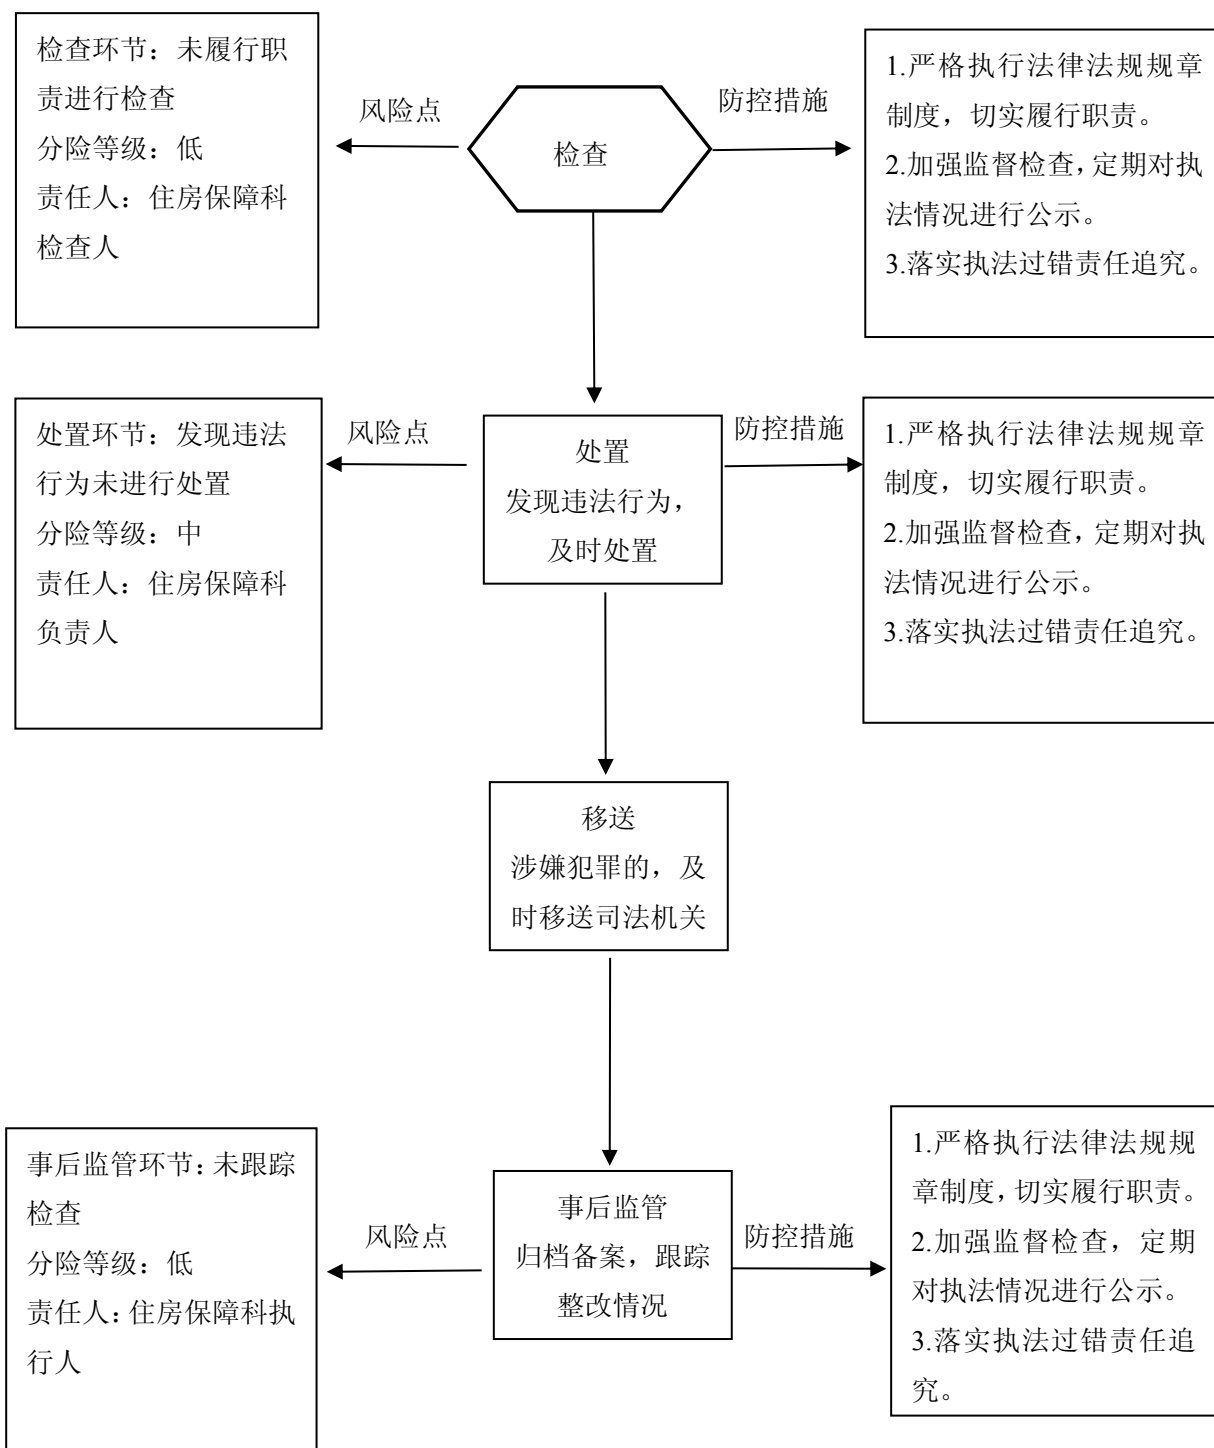 检查环节：未履行职
责进行检查
分险等级：低
责任人：住房保障科
检查人
风险点
检查
防控措施
1.严格执行法律法规规章
制度，切实履行职责。
2.加强监督检查，定期对执
法情况进行公示。
3.落实执法过错责任追究。
处置环节：发现违法
行为未进行处置
分险等级：中
责任人：住房保障科
负责人
风险点
处置
发现违法行为，
及时处置
防控措施
1.严格执行法律法规规章
制度，切实履行职责。
2.加强监督检查，定期对执
法情况进行公示。
3.落实执法过错责任追究。
移送
涉嫌犯罪的，及
时移送司法机关
事后监管环节：未跟踪
检查
分险等级：低
责任人：住房保障科执
行人
风险点
事后监管
归档备案，跟踪
整改情况
防控措施
1.严格执行法律法规规
章制度，切实履行职责。
2.加强监督检查，定期
对执法情况进行公示。
3.落实执法过错责任追
究。